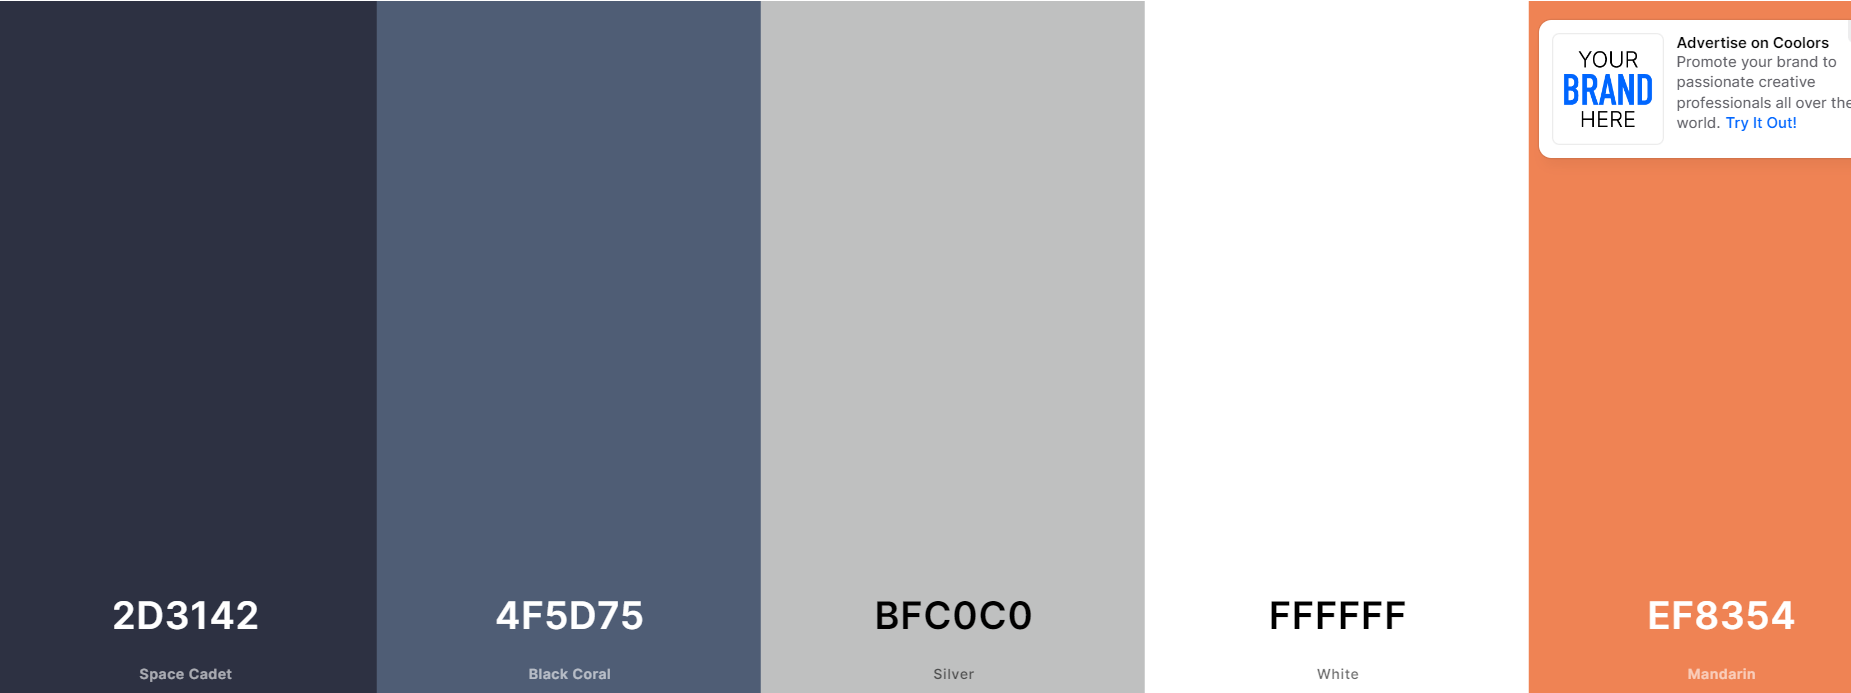 YOUR
BRAND
HERE
Advertise on Coolors
Promote your brand to
passionate creative
professionals all over the
world. Try It Out!
2D3142
4F5D75
BFC0C0
FFFFFF
EF8354
Space Cadet
Black Coral
Silver
White
Mandarin